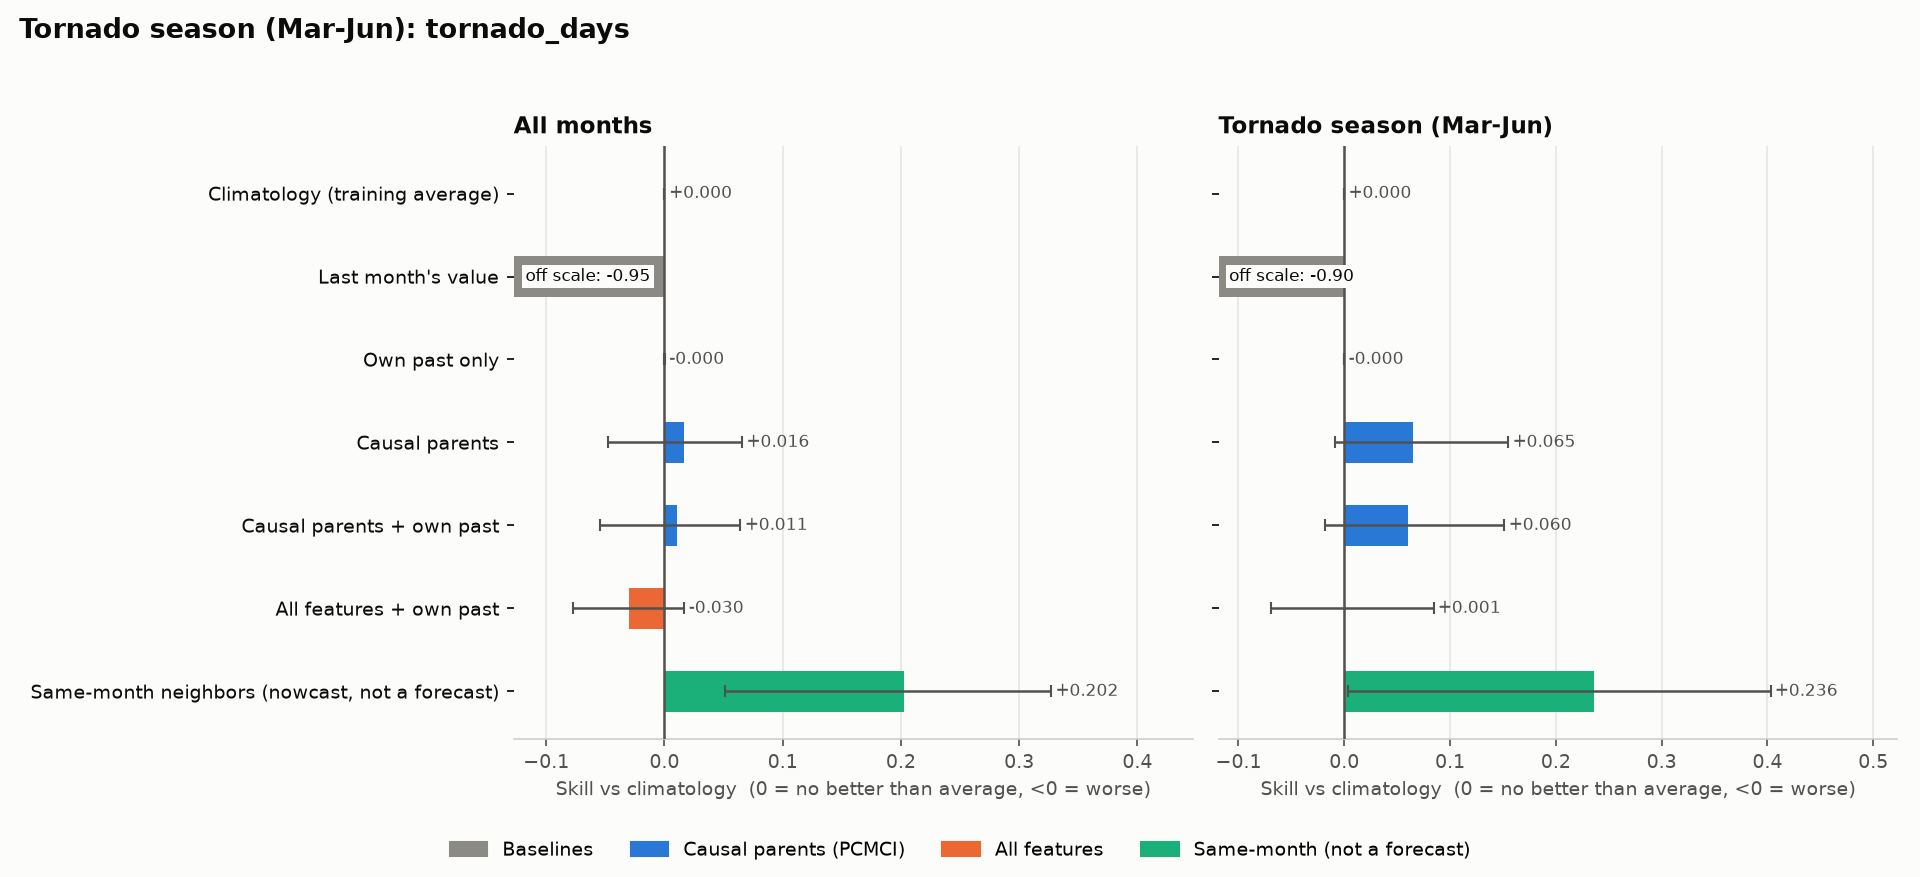 Tornado season (Mar-Jun): tornado_days
All months
Climatology (training average)
+0.000
Last month's value
off scale: -0.95
Own past only
-0.000
Causal parents
+0.016
Causal parents + own past
+0.011
All features + own past
-0.030
Same-month neighbors (nowcast, not a forecast)
+0.202
−0.1 0.0 0.1 0.2 0.3 0.4
Skill vs climatology (0 = no better than average, <0 = worse)
Tornado season (Mar-Jun)
+0.000
off scale: -0.90
-0.000
+0.065
+0.060
+0.001
+0.236
−0.1 0.0 0.1 0.2 0.3 0.4 0.5
Skill vs climatology (0 = no better than average, <0 = worse)
Baselines Causal parents (PCMCI) All features Same-month (not a forecast)